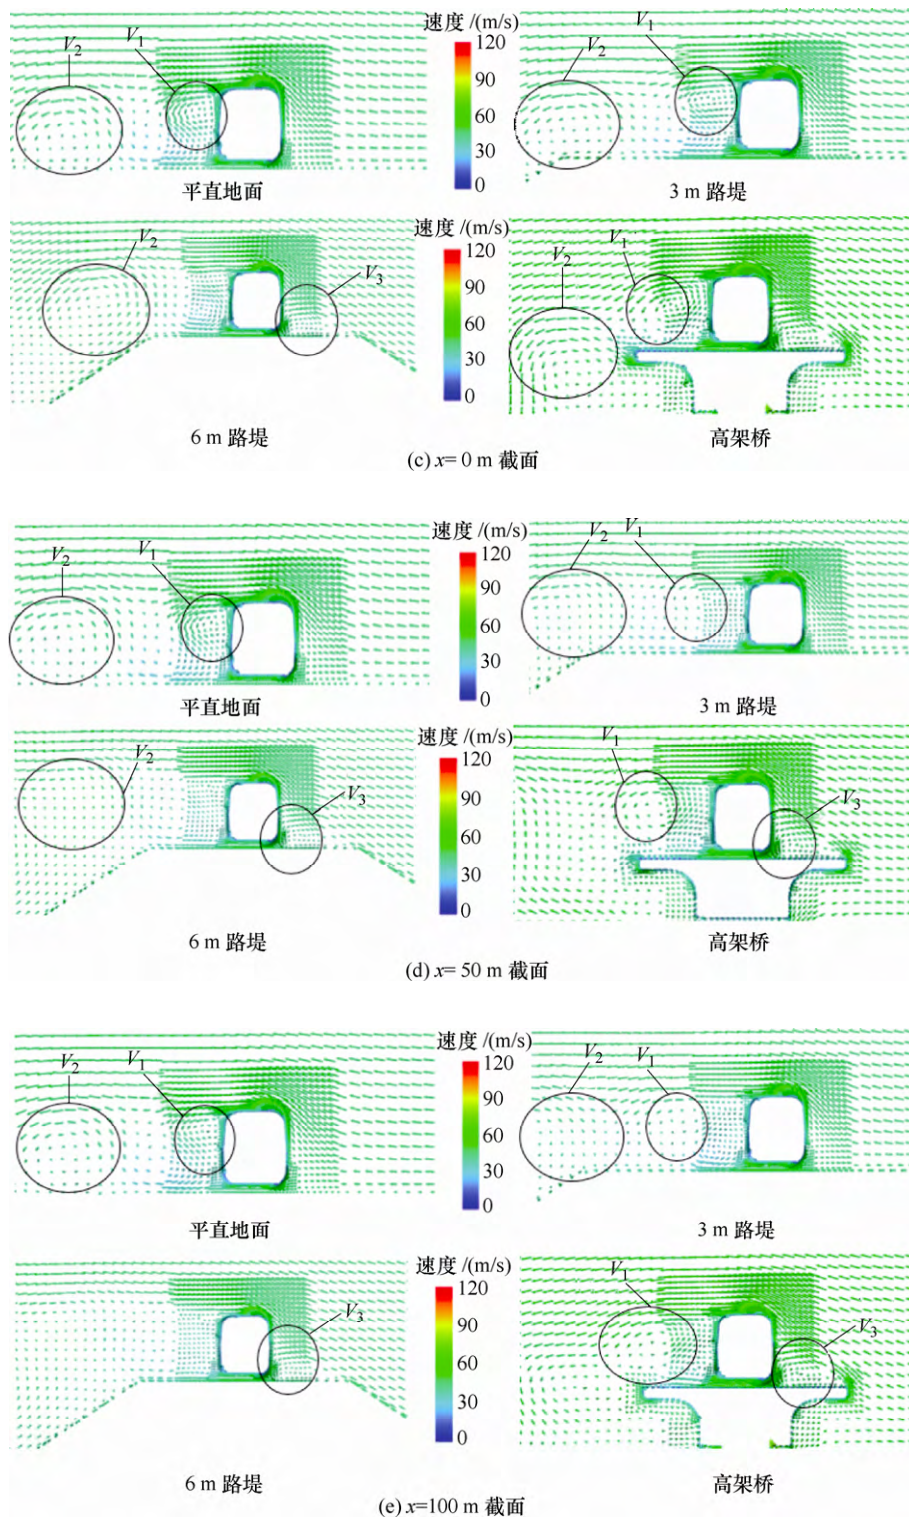 速度 /(m/s)
V2
V1
120
90
60
30
0
V2
V1
平直地面
3 m 路堤
V2
V3
速度 /(m/s)
120
90
60
30
0
V2
V1
6 m 路堤
高架桥
(c) x= 0 m 截面
V2
V1
速度 /(m/s)
120
90
60
30
0
V2
V1
平直地面
3 m 路堤
V2
V3
速度 /(m/s)
120
90
60
30
0
V1
V3
6 m 路堤
高架桥
(d) x= 50 m 截面
V2
V1
速度 /(m/s)
120
90
60
30
0
V2
V1
平直地面
3 m 路堤
V3
速度 /(m/s)
120
90
60
30
0
V1
V3
6 m 路堤
高架桥
(e) x=100 m 截面